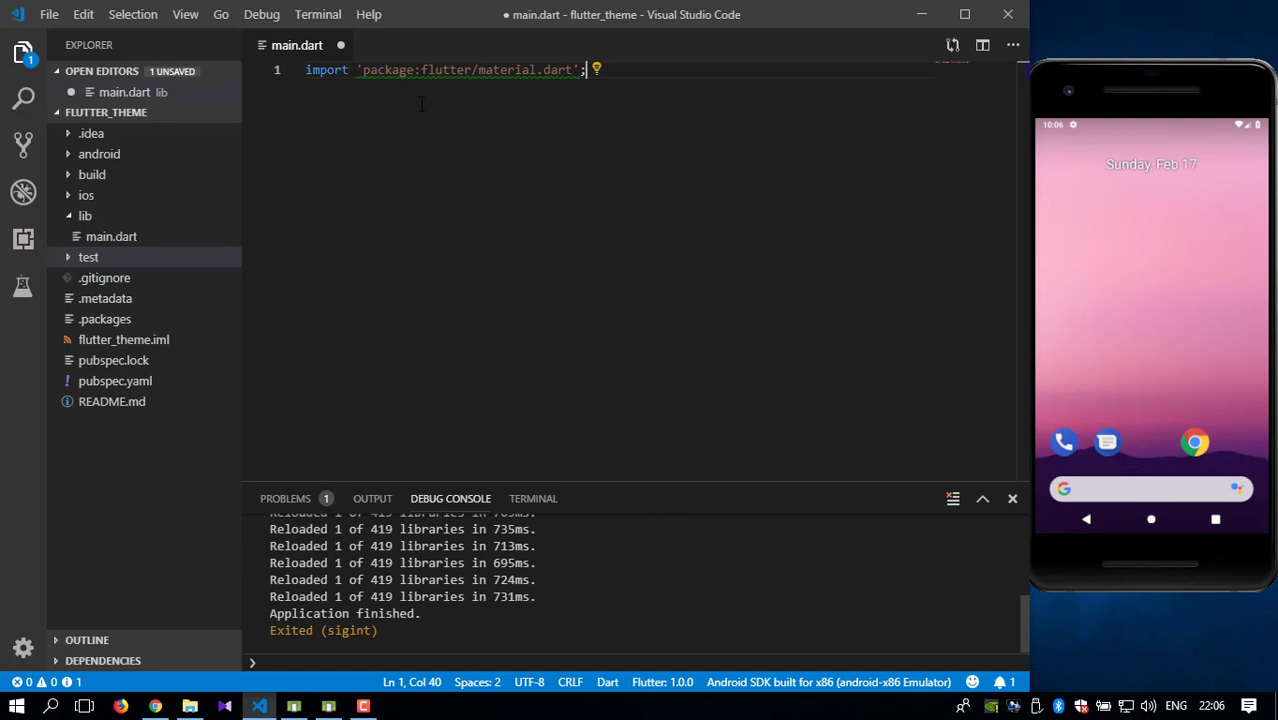 File Edit Selection View Go Debug Terminal Help
● main.dart - flutter_theme - Visual Studio Code
EXPLORER
main.dart
OPEN EDITORS 1 UNSAVED
main.dart lib
FLUTTER_THEME
.idea
android
build
ios
lib
main.dart
test
.gitignore
.metadata
.packages
flutter_theme.iml
pubspec.lock
pubspec.yaml
README.md
OUTLINE
DEPENDENCIES
1
1 import 'package:flutter/material.dart';
PROBLEMS 1 OUTPUT DEBUG CONSOLE TERMINAL
Reloaded 1 of 419 libraries in 735ms.
Reloaded 1 of 419 libraries in 713ms.
Reloaded 1 of 419 libraries in 695ms.
Reloaded 1 of 419 libraries in 724ms.
Reloaded 1 of 419 libraries in 731ms.
Application finished.
Exited (sigint)
0 0 1 Ln 1, Col 40 Spaces: 2 UTF-8 CRLF Dart Flutter: 1.0.0 Android SDK built for x86 (android-x86 Emulator) 1
10:06
Sunday, Feb 17
ENG 22:06